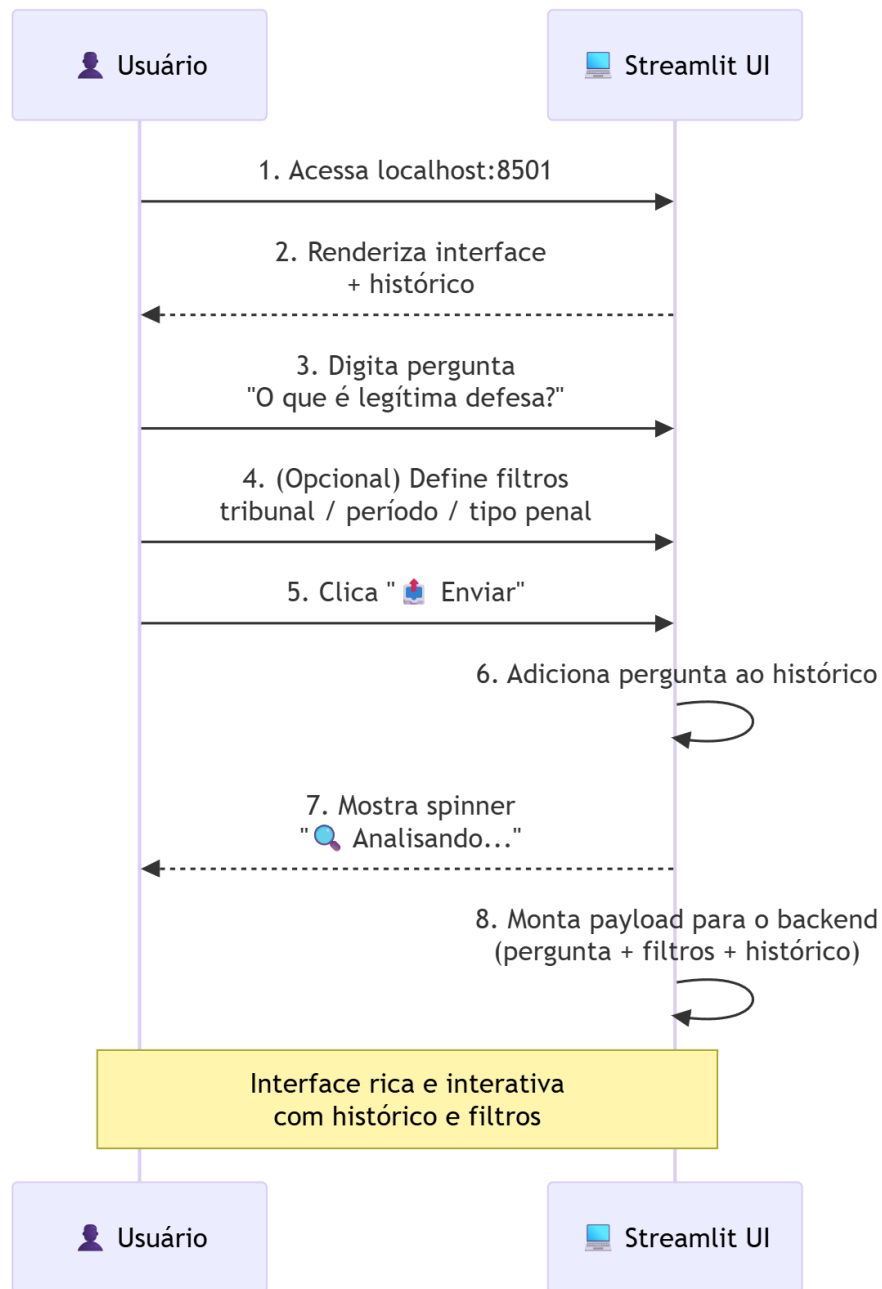 👤 Usuário
💻 Streamlit UI
1. Acessa localhost:8501
2. Renderiza interface
+ histórico
3. Digita pergunta
"O que é legítima defesa?"
4. (Opcional) Define filtros
tribunal / período / tipo penal
5. Clica "📤 Enviar"
6. Adiciona pergunta ao histórico
7. Mostra spinner
"🔍 Analisando..."
8. Monta payload para o backend
(pergunta + filtros + histórico)
Interface rica e interativa
com histórico e filtros
👤 Usuário
💻 Streamlit UI